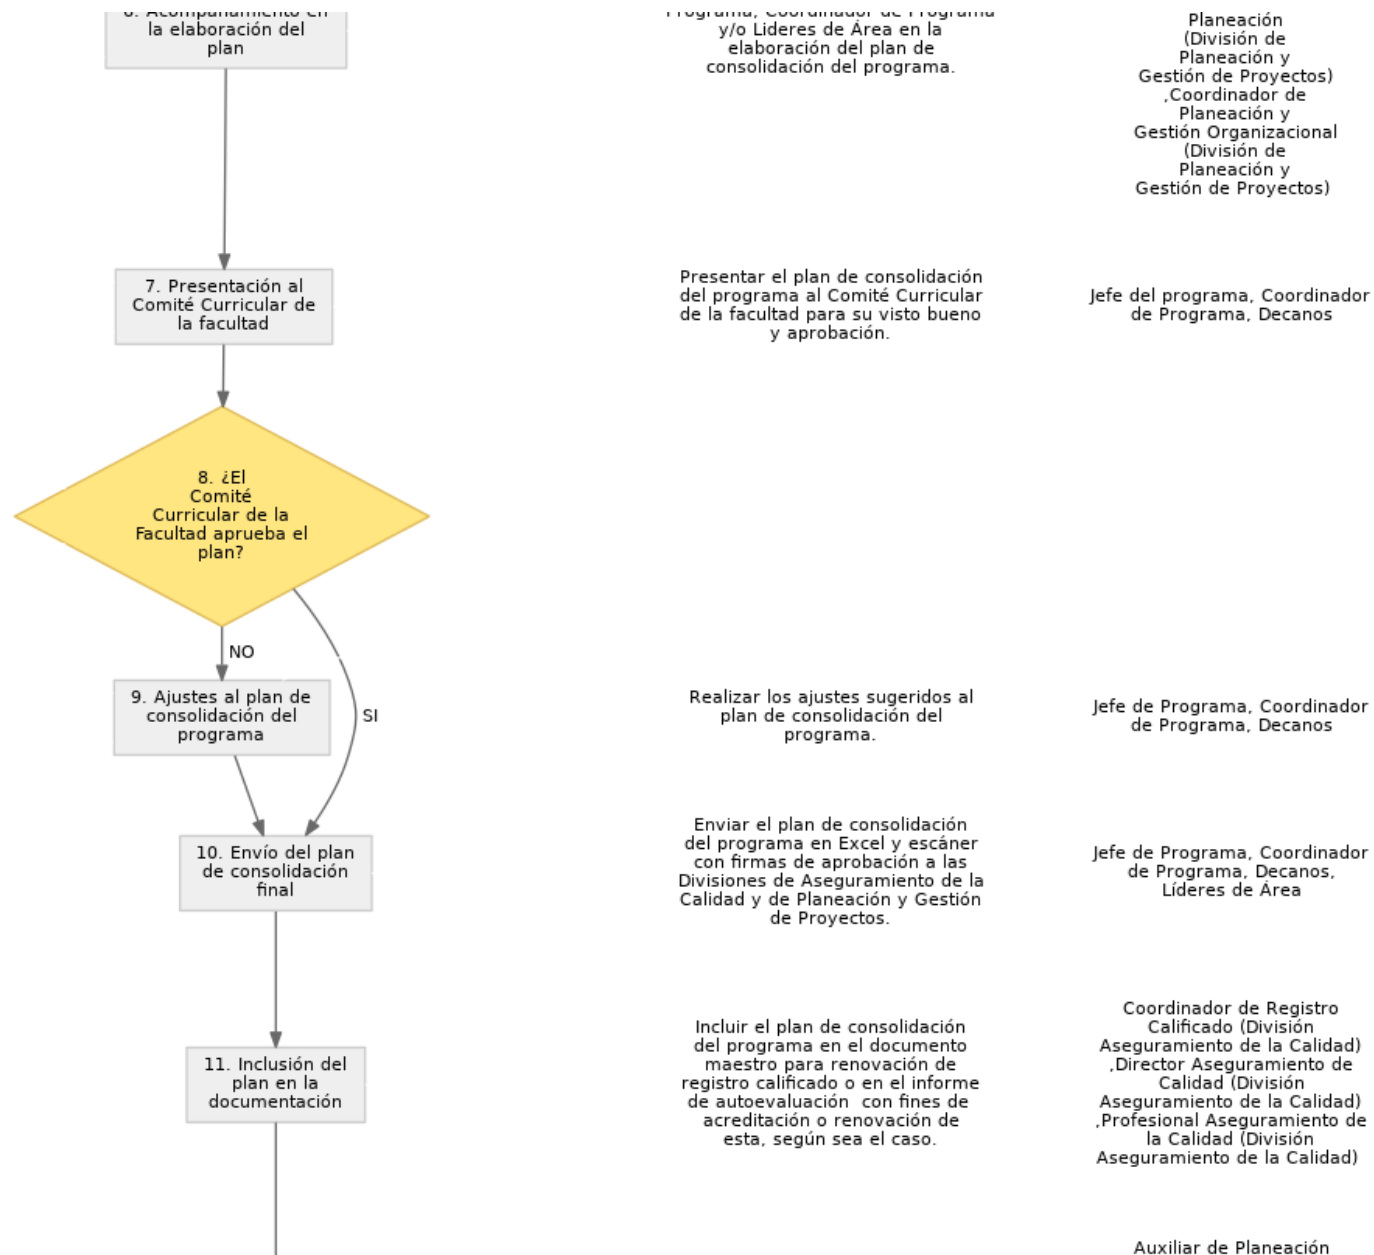 6. Acompañamiento en
la elaboración del
plan
Programa, Coordinador de Programa
y/o Lideres de Área en la
elaboración del plan de
consolidación del programa.
Planeación
(División de
Planeación y
Gestión de Proyectos)
,Coordinador de
Planeación y
Gestión Organizacional
(División de
Planeación y
Gestión de Proyectos)
7. Presentación al
Comité Curricular de
la facultad
Presentar el plan de consolidación
del programa al Comité Curricular
de la facultad para su visto bueno
y aprobación.
Jefe del programa, Coordinador
de Programa, Decanos
8. ¿El
Comité
Curricular de la
Facultad aprueba el
plan?
NO
SI
9. Ajustes al plan de
consolidación del
programa
Realizar los ajustes sugeridos al
plan de consolidación del
programa.
Jefe de Programa, Coordinador
de Programa, Decanos
10. Envío del plan
de consolidación
final
Enviar el plan de consolidación
del programa en Excel y escáner
con firmas de aprobación a las
Divisiones de Aseguramiento de la
Calidad y de Planeación y Gestión
de Proyectos.
Jefe de Programa, Coordinador
de Programa, Decanos,
Líderes de Área
11. Inclusión del
plan en la
documentación
Incluir el plan de consolidación
del programa en el documento
maestro para renovación de
registro calificado o en el informe
de autoevaluación  con fines de
acreditación o renovación de
esta, según sea el caso.
Coordinador de Registro
Calificado (División
Aseguramiento de la Calidad)
,Director Aseguramiento de
Calidad (División
Aseguramiento de la Calidad)
,Profesional Aseguramiento de
la Calidad (División
Aseguramiento de la Calidad)
Auxiliar de Planeación